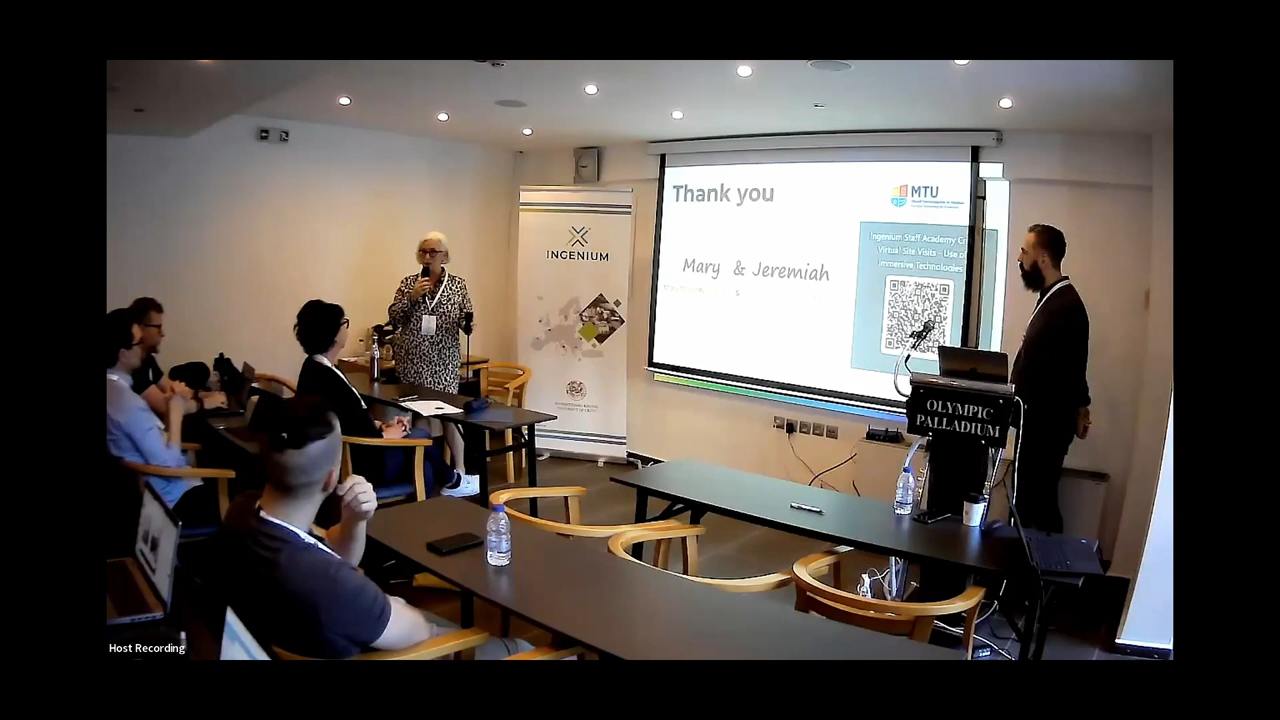 Thank you
MTU
Ingenium Staff Academy
Virtual Site Visits - Use of
Immersive Technologies
Mary & Jeremiah
INGENIUM
OLYMPIC
PALLADIUM
Host Recording